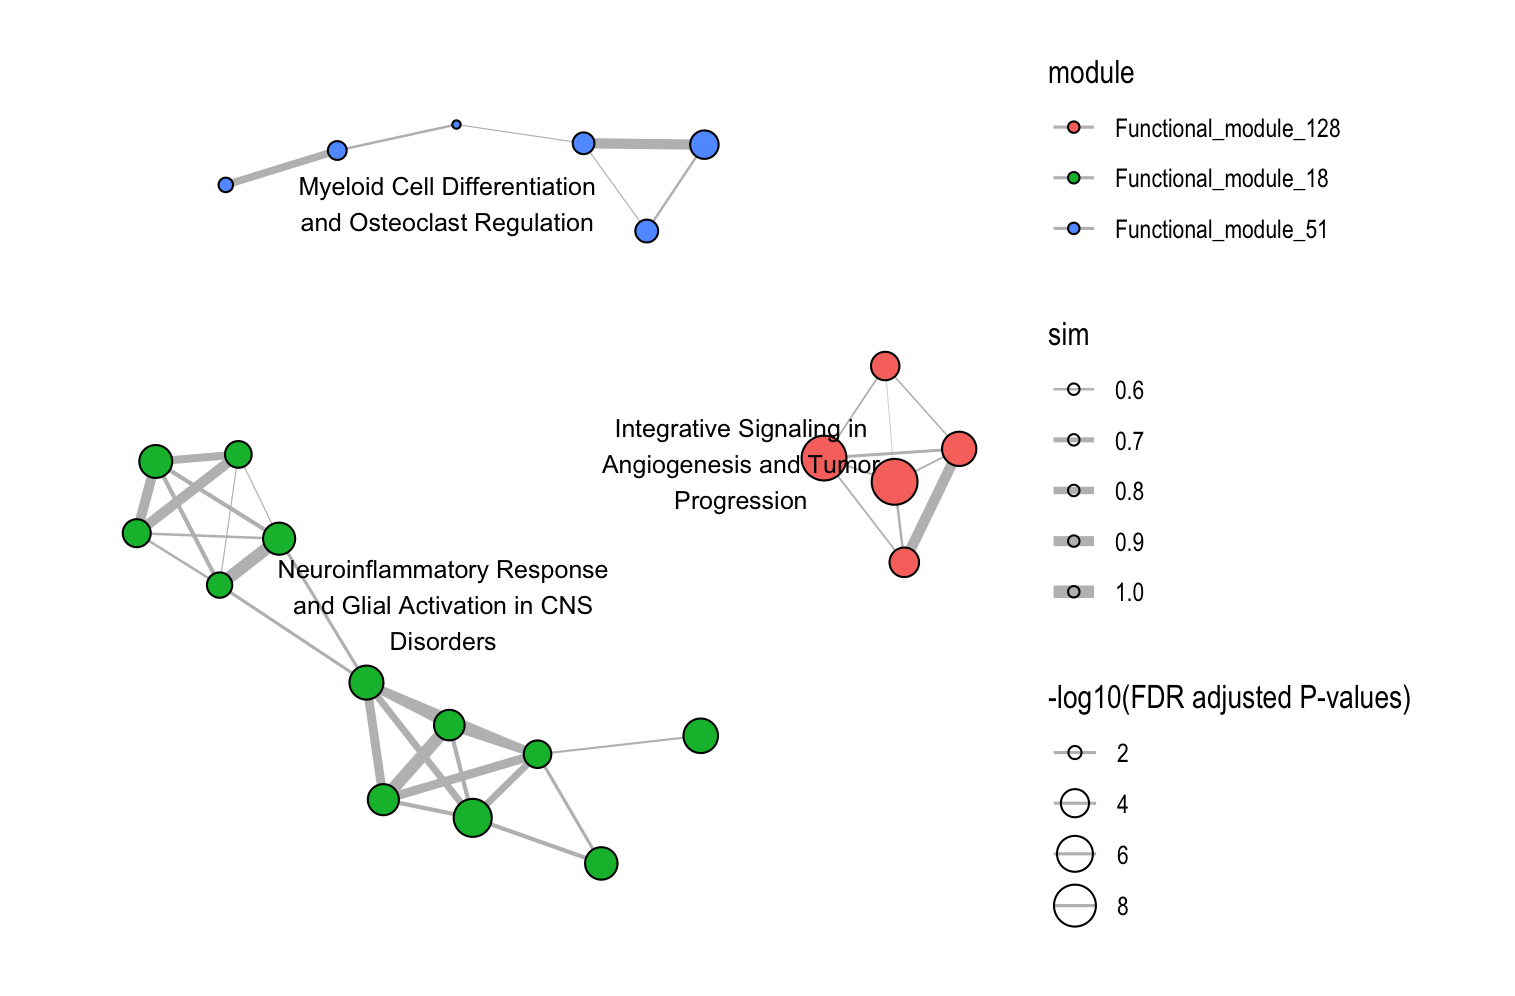 Myeloid Cell Differentiation
and Osteoclast Regulation
Integrative Signaling in
Angiogenesis and Tumor
Progression
Neuroinflammatory Response
and Glial Activation in CNS
Disorders
module
Functional_module_128
Functional_module_18
Functional_module_51
sim
0.6
0.7
0.8
0.9
1.0
-log10(FDR adjusted P-values)
2
4
6
8